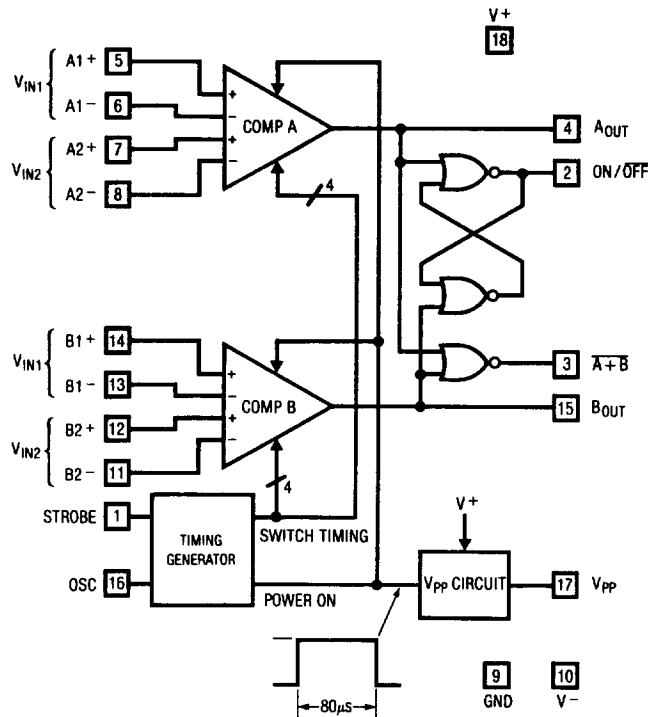 V+
18
VIN1
A1+ 5
A1- 6
VIN2
A2+ 7
A2- 8
+
-
+
-
COMP A
4
4 AOUT
2 ON/OFF
VIN1
B1+ 14
B1- 13
VIN2
B2+ 12
B2- 11
+
-
+
-
COMP B
4
3 A+B
15 BOUT
STROBE 1
OSC 16
TIMING
GENERATOR
SWITCH TIMING
POWER ON
V+
VPP CIRCUIT
17 VPP
80µs
9
GND
10
V-